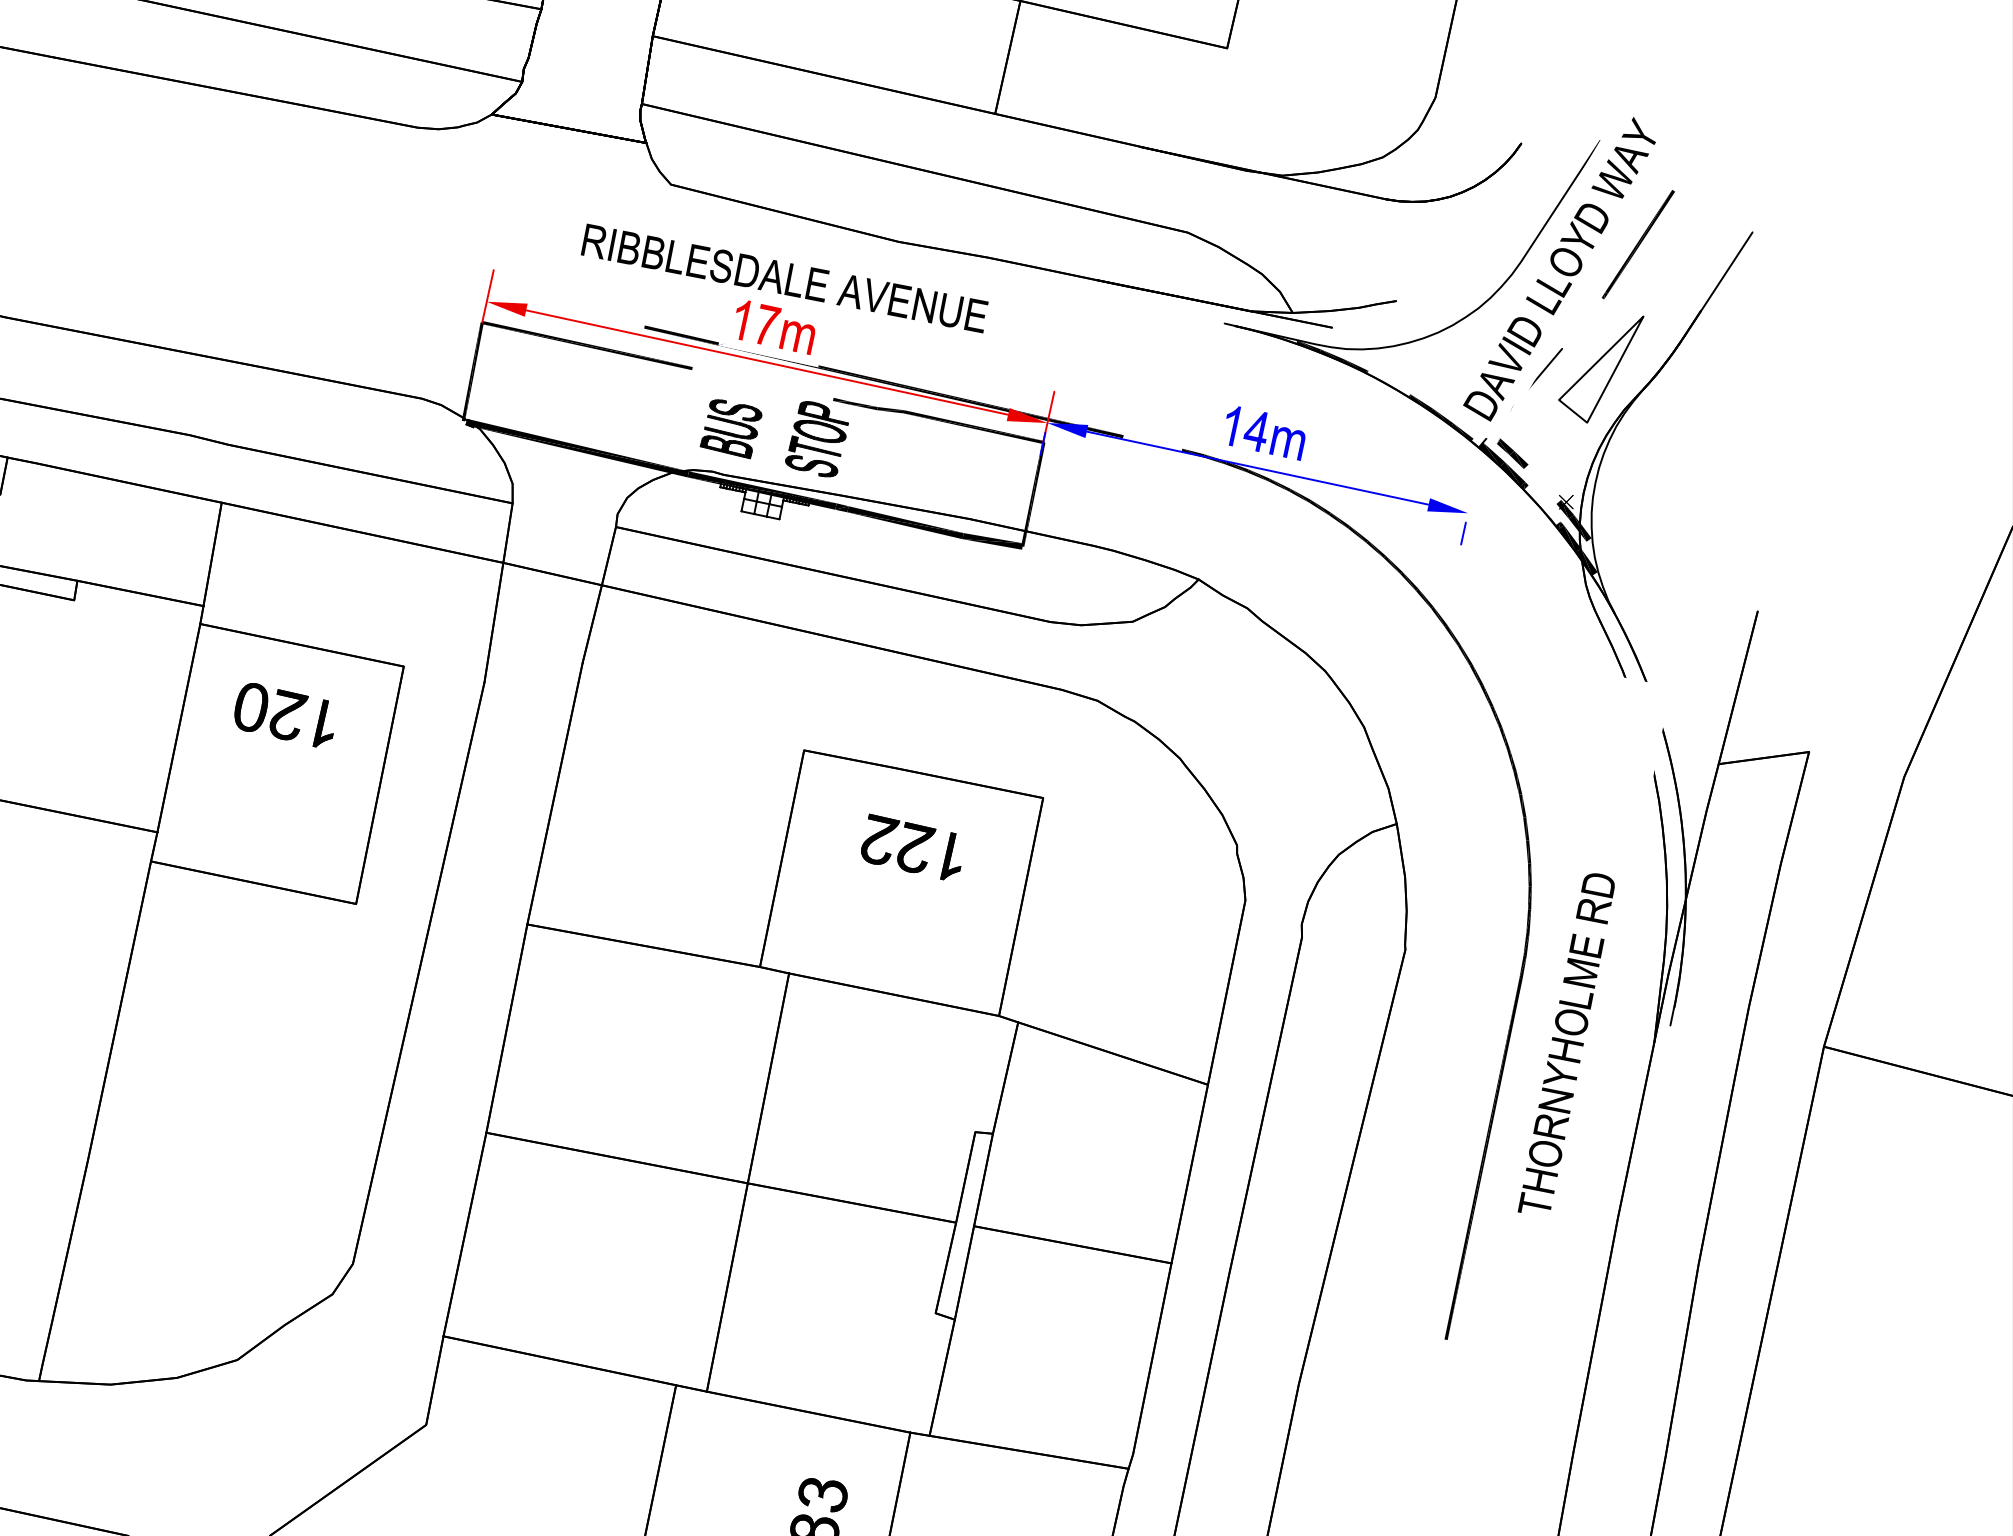 DAVID LLOYD WAY
RIBBLESDALE AVENUE
17m
14m
BUS
STOP
120
122
THORNYHOLME RD
83